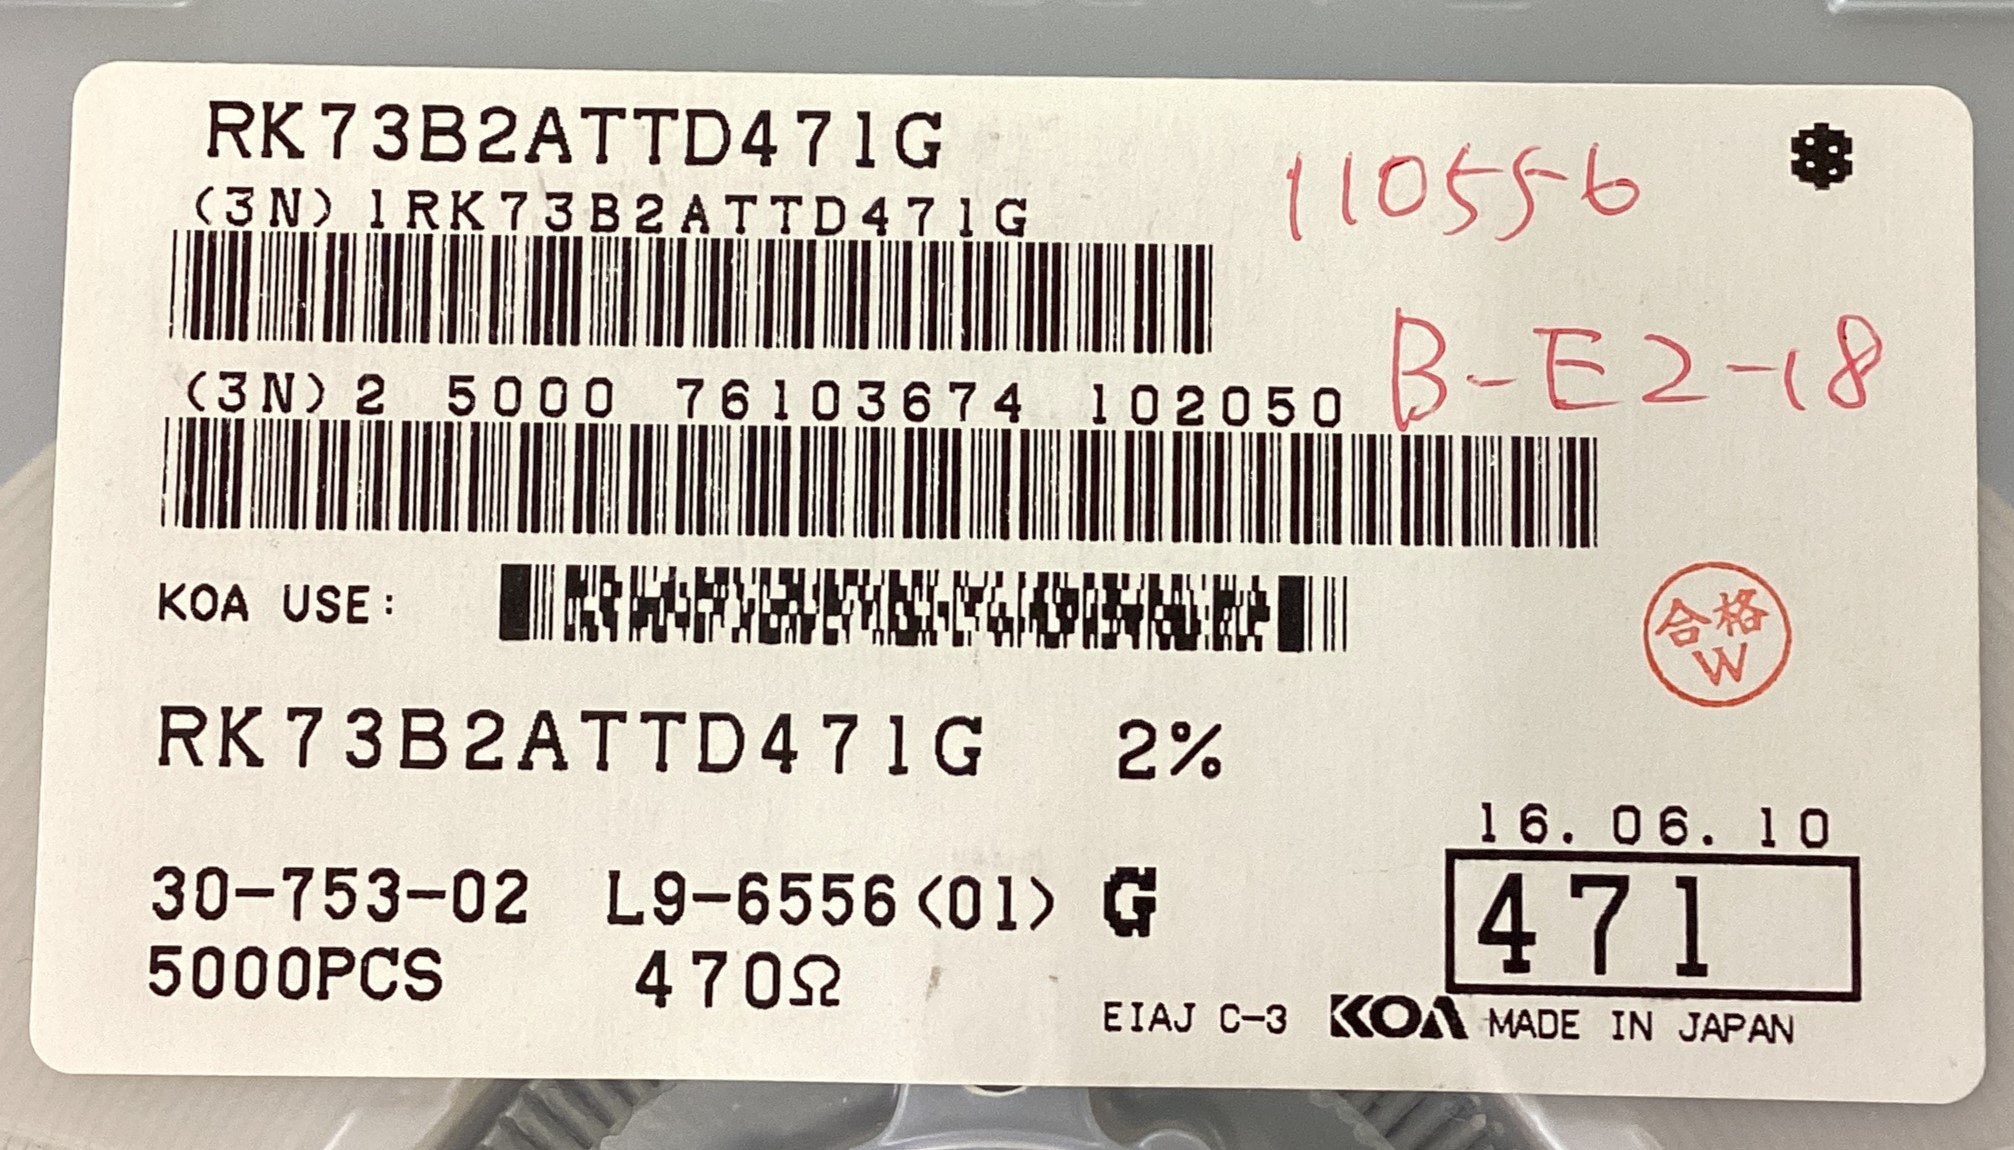 RK73B2ATTD471G
110556
(3N) 1RK73B2ATTD471G
B-E2-18
(3N) 2 5000 76103674 102050
KOA USE:
合格
W
RK73B2ATTD471G 2%
16.06.10
30-753-02 L9-6556(01) G
471
5000PCS 470Ω
EIAJ C-3 KOA MADE IN JAPAN